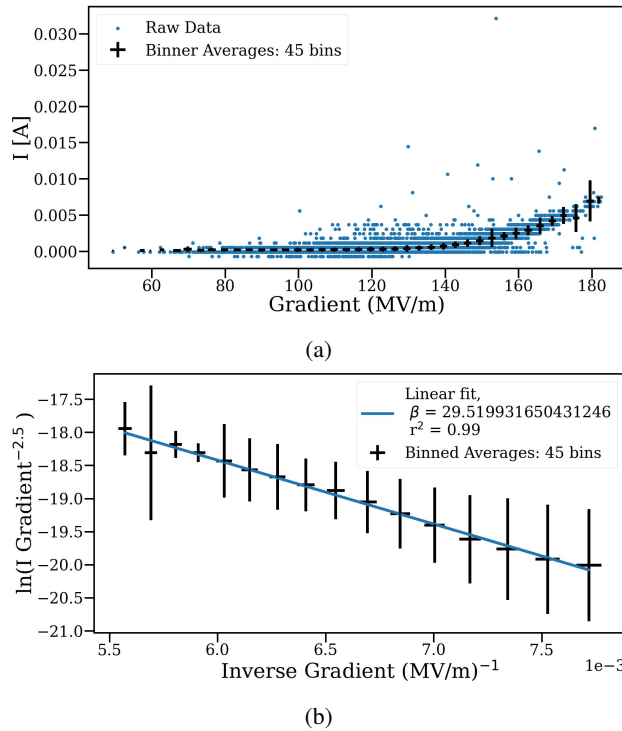 0.030
0.025
0.020
0.015
0.010
0.005
0.000
I [A]
Raw Data
Binner Averages: 45 bins
60 80 100 120 140 160 180
Gradient (MV/m)
(a)
−17.5
−18.0
−18.5
−19.0
−19.5
−20.0
−20.5
−21.0
ln(I Gradient⁻²·⁵ )
Linear fit,
β = 29.519931650431246
r² = 0.99
Binned Averages: 45 bins
5.5 6.0 6.5 7.0 7.5
1e−3
Inverse Gradient (MV/m)⁻¹
(b)